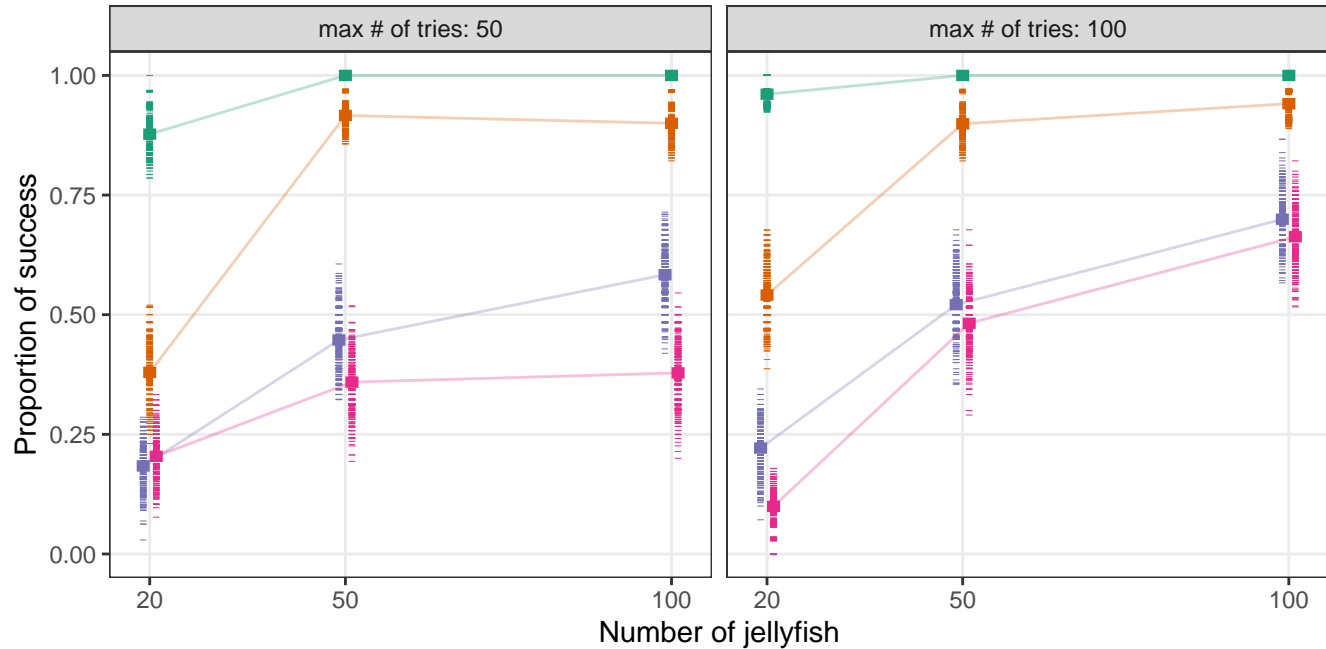 max # of tries: 50
max # of tries: 100
Proportion of success
1.00
0.75
0.50
0.25
0.00
20
50
100
20
50
100
Number of jellyfish